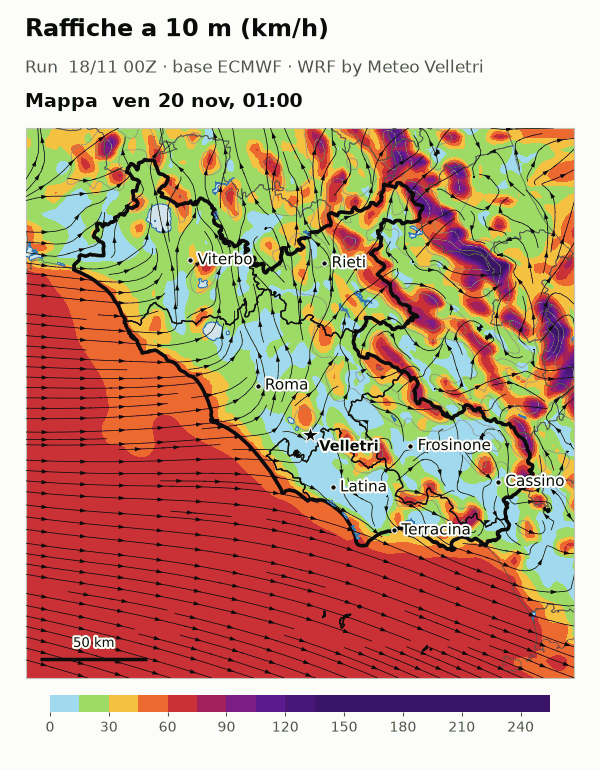 Raffiche a 10 m (km/h)
Run  18/11 00Z · base ECMWF · WRF by Meteo Velletri
Mappa  ven 20 nov, 01:00
Viterbo
Rieti
Roma
Velletri
Frosinone
Latina
Cassino
Terracina
50 km
0 30 60 90 120 150 180 210 240